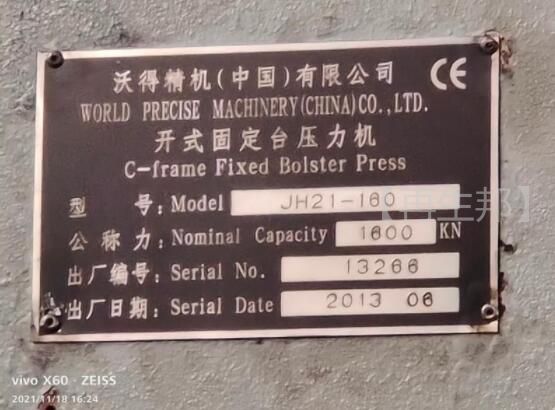 沃得精机(中国)有限公司
CE
WORLD PRECISE MACHINERY(CHINA)CO.,LTD.
开式固定台压力机
C-frame Fixed Bolster Press
型 号:Model JH21-160
【再生邦】
公称力:Nominal Capacity 1600 KN
出厂编号:Serial No. 13266
出厂日期:Serial Date 2013 06
vivo X60 · ZEISS
2021/11/18 16:24